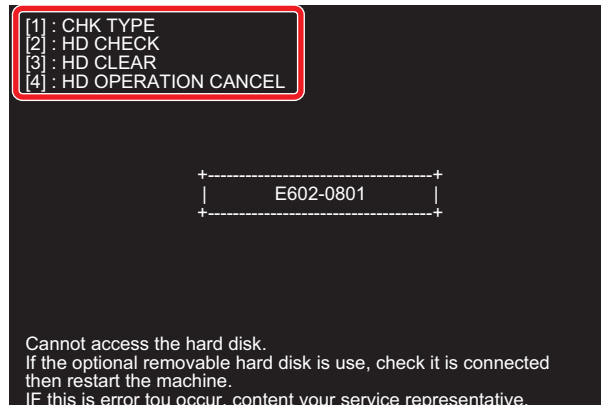 [1] : CHK TYPE
[2] : HD CHECK
[3] : HD CLEAR
[4] : HD OPERATION CANCEL
+------------------------------------+
| E602-0801 |
+------------------------------------+
Cannot access the hard disk.
If the optional removable hard disk is use, check it is connected
then restart the machine.
IF this is error tou occur, content your service representative.